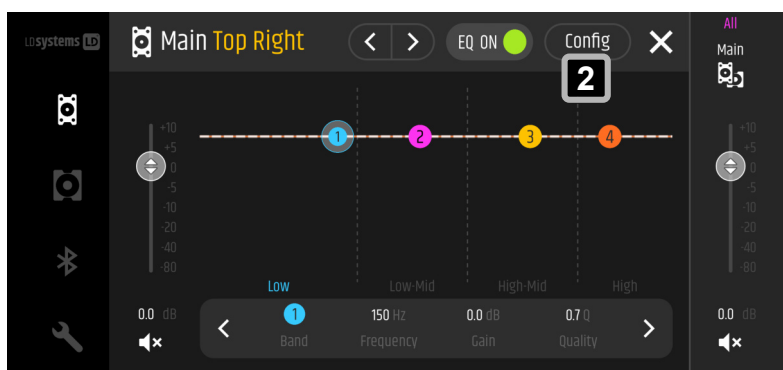 LD systems LD
Main Top Right
EQ ON
Config
2
All
Main
+10
+5
0
-5
-10
-20
-40
-80
1
2
3
4
+10
+5
0
-5
-10
-20
-40
-80
Low
Low-Mid
High-Mid
High
0.0 dB
1
150 Hz
0.0 dB
0.7 Q
Band
Frequency
Gain
Quality
0.0 dB